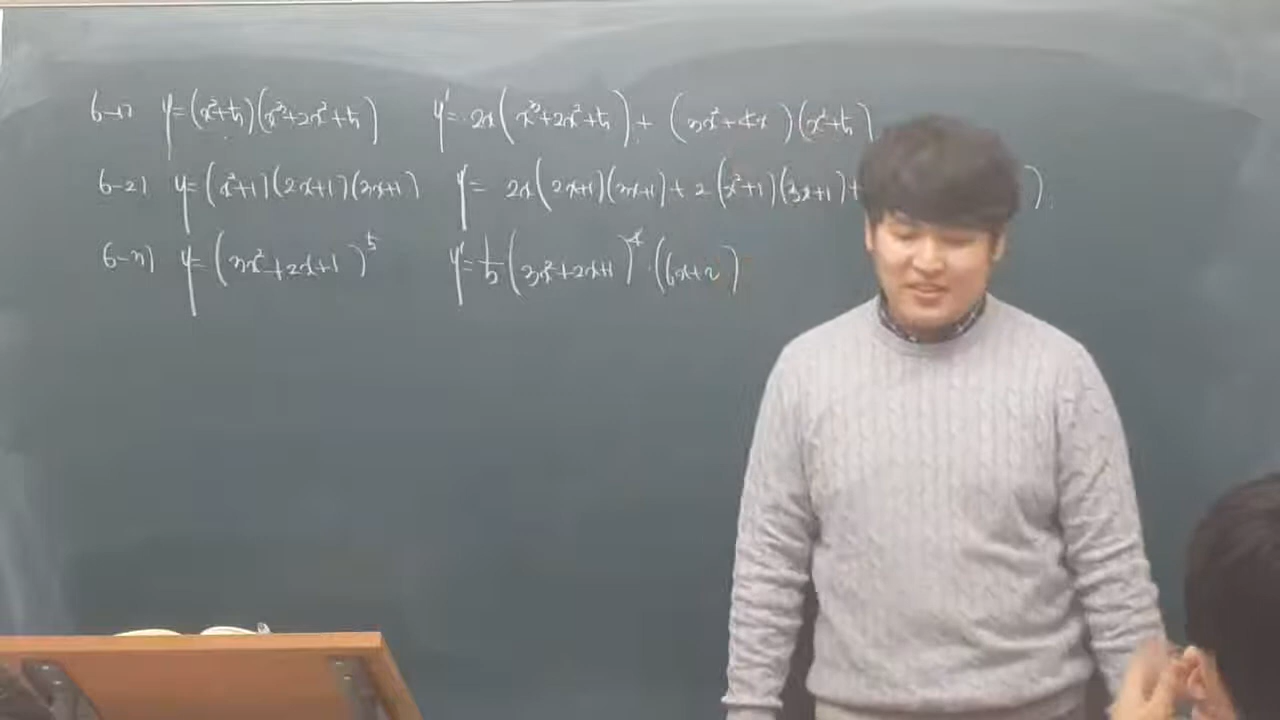 6-1) y=(x²+5)(x³+2x²+5) y'=2x(x³+2x²+5)+(3x²+4x)(x²+5)
6-2) y=(x²+1)(2x+1)(3x+1) y'= 2x(2x+1)(3x+1)+2(x²+1)(3x+1)+ ).
6-3) y=(3x²+2x+1)⁵ y'=5(3x²+2x+1)⁴·(6x+2)